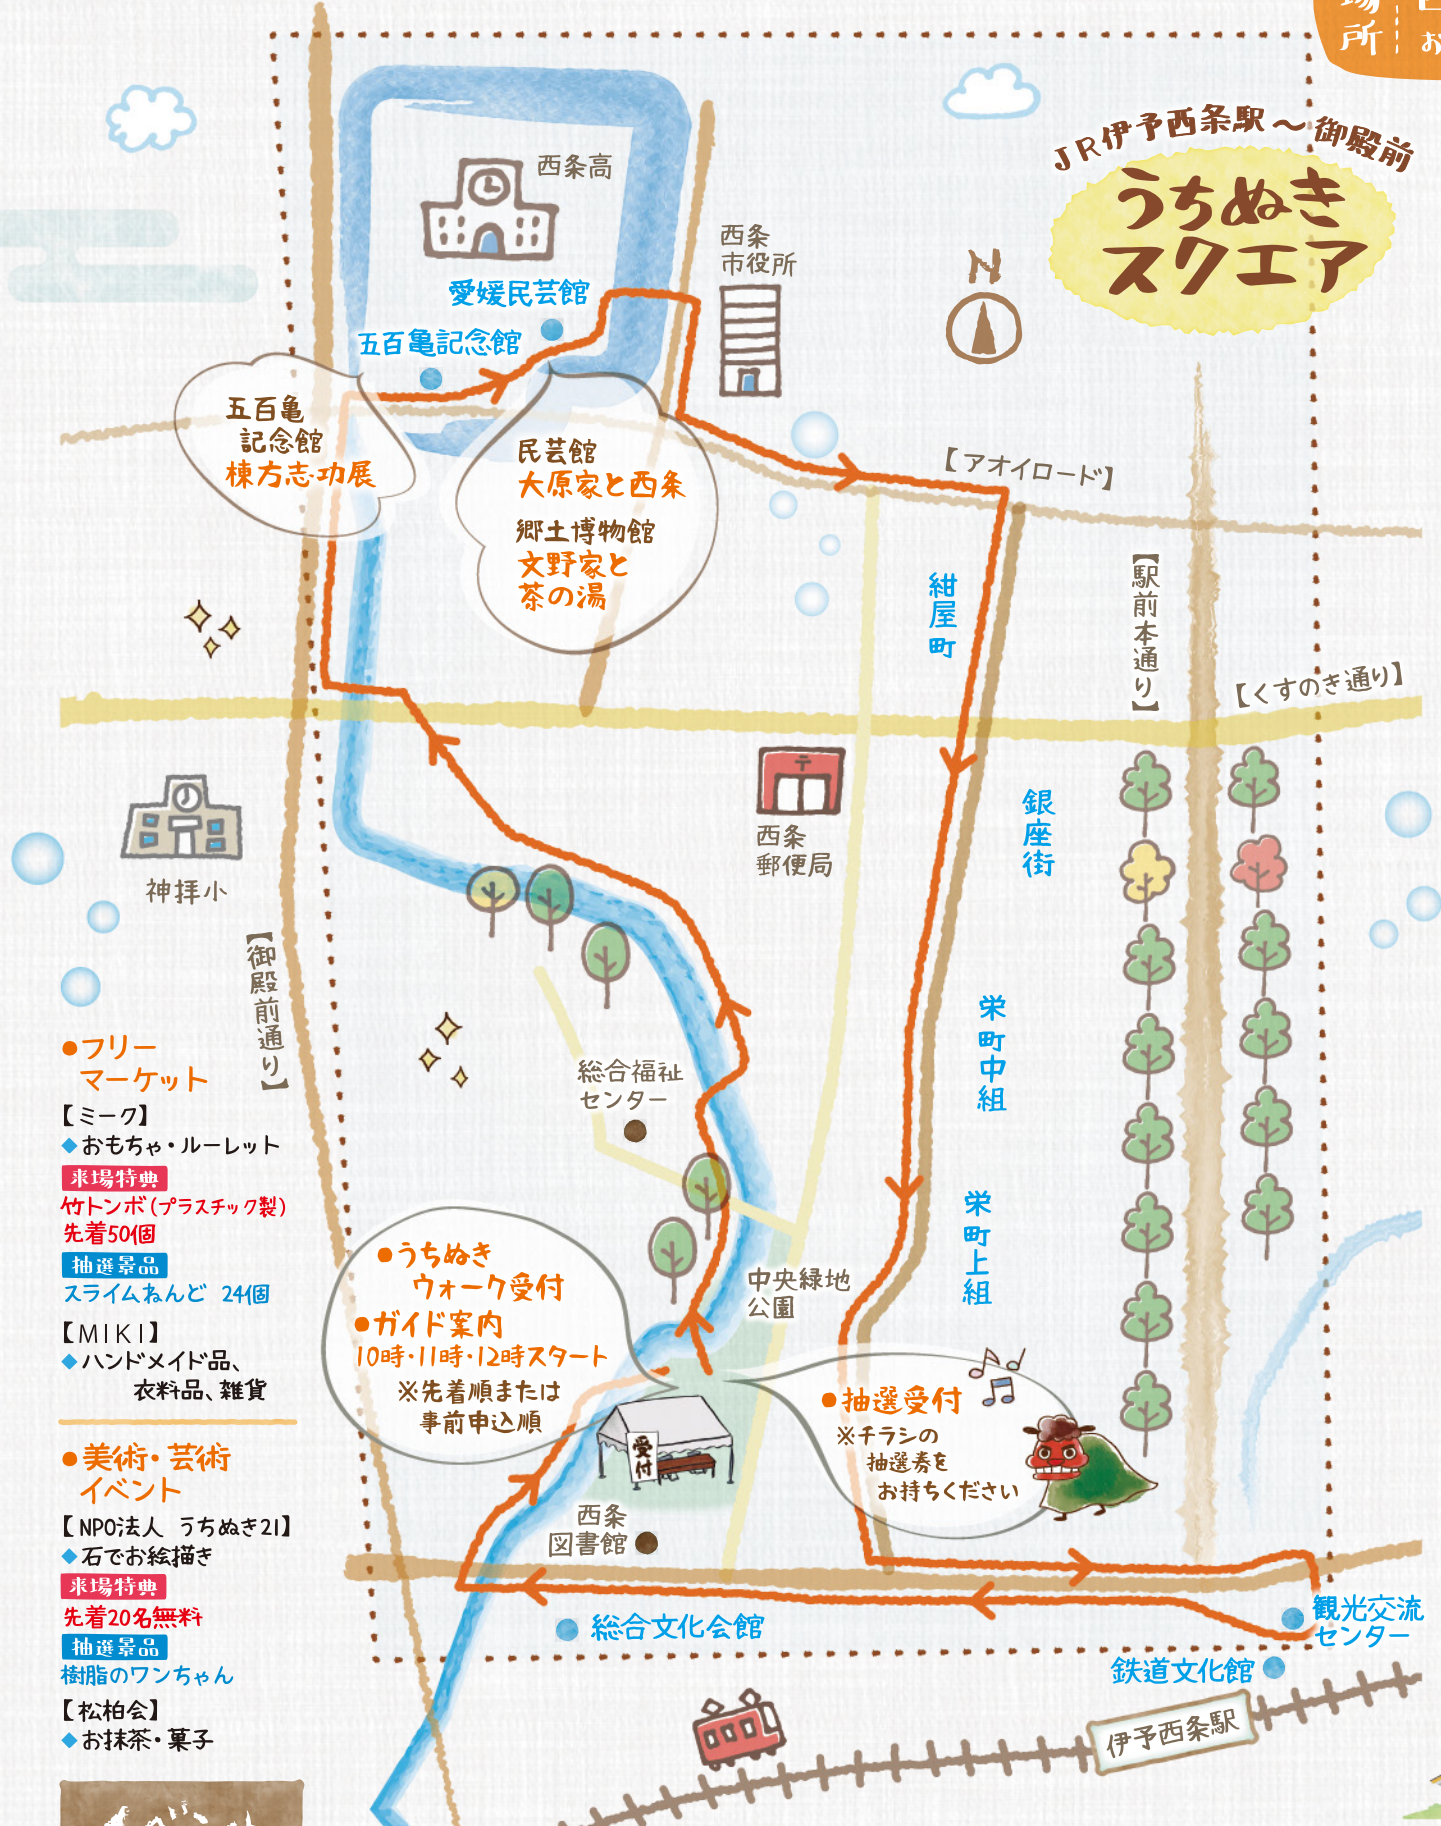 場所
お
JR伊予西条駅～御殿前
うちぬき
スクエア
N
西条高
西条
市役所
愛媛民芸館
五百亀記念館
五百亀
記念館
棟方志功展
民芸館
大原家と西条
郷土博物館
文野家と
茶の湯
【アオイロード】
紺屋町
【駅前本通り】
【くすのき通り】
西条
郵便局
銀座街
神拝小
【御殿前通り】
栄町中組
総合福祉
センター
栄町上組
中央緑地
公園
●うちぬき
ウォーク受付
●ガイド案内
10時・11時・12時スタート
※先着順または
事前申込順
●抽選受付
※チラシの
抽選券を
お持ちください
受付
西条
図書館
総合文化会館
観光交流
センター
鉄道文化館
伊予西条駅
●フリー
マーケット
【ミーク】
◆おもちゃ・ルーレット
来場特典
竹トンボ(プラスチック製)
先着50個
抽選景品
スライムねんど 24個
【MIKI】
◆ハンドメイド品、
衣料品、雑貨
●美術・芸術
イベント
【NPO法人 うちぬき21】
◆石でお絵描き
来場特典
先着20名無料
抽選景品
樹脂のワンちゃん
【松柏会】
◆お抹茶・菓子